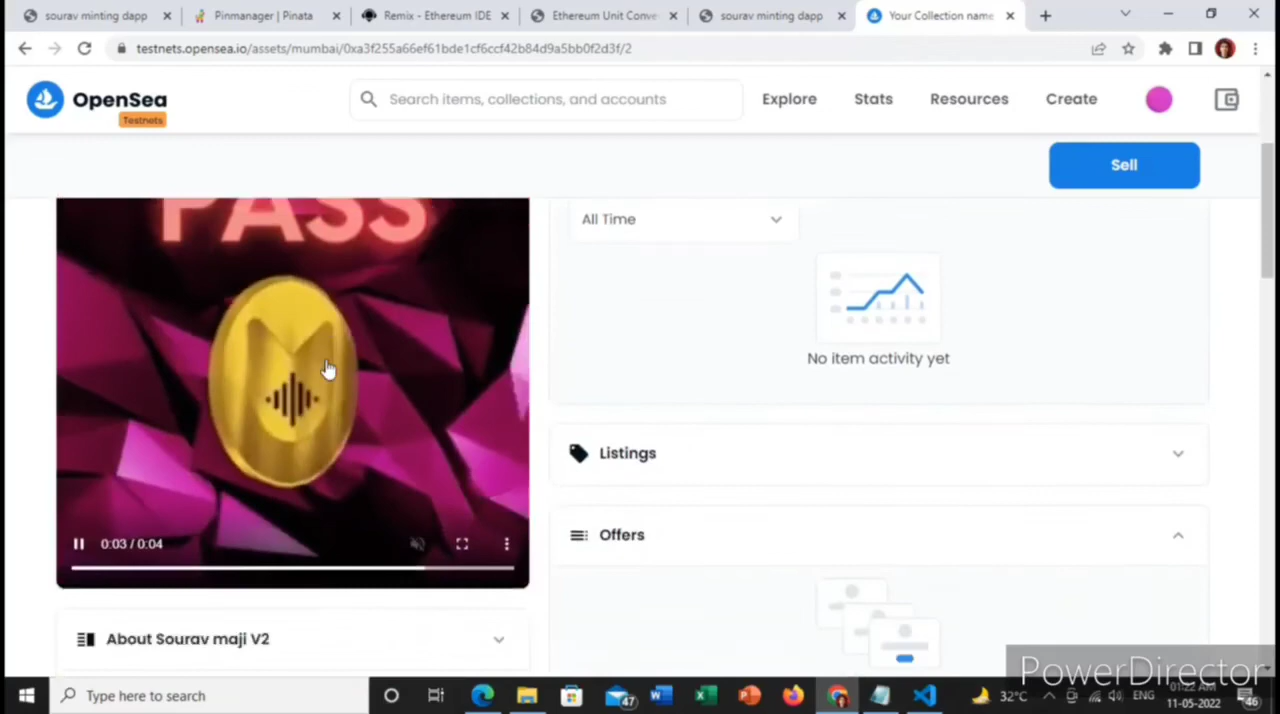 sourav minting dapp
Pinmanager | Pinata
Remix - Ethereum IDE
Ethereum Unit Conve
sourav minting dapp
Your Collection name
testnets.opensea.io/assets/mumbai/0xa3f255a66ef61bde1cf6ccf42b84d9a5bb0f2d3f/2
OpenSea
Testnets
Search items, collections, and accounts
Explore
Stats
Resources
Create
Sell
PASS
All Time
No item activity yet
Listings
Offers
0:03 / 0:04
About Sourav maji V2
PowerDirector
Type here to search
47
32°C
ENG
01:22 AM
11-05-2022
46